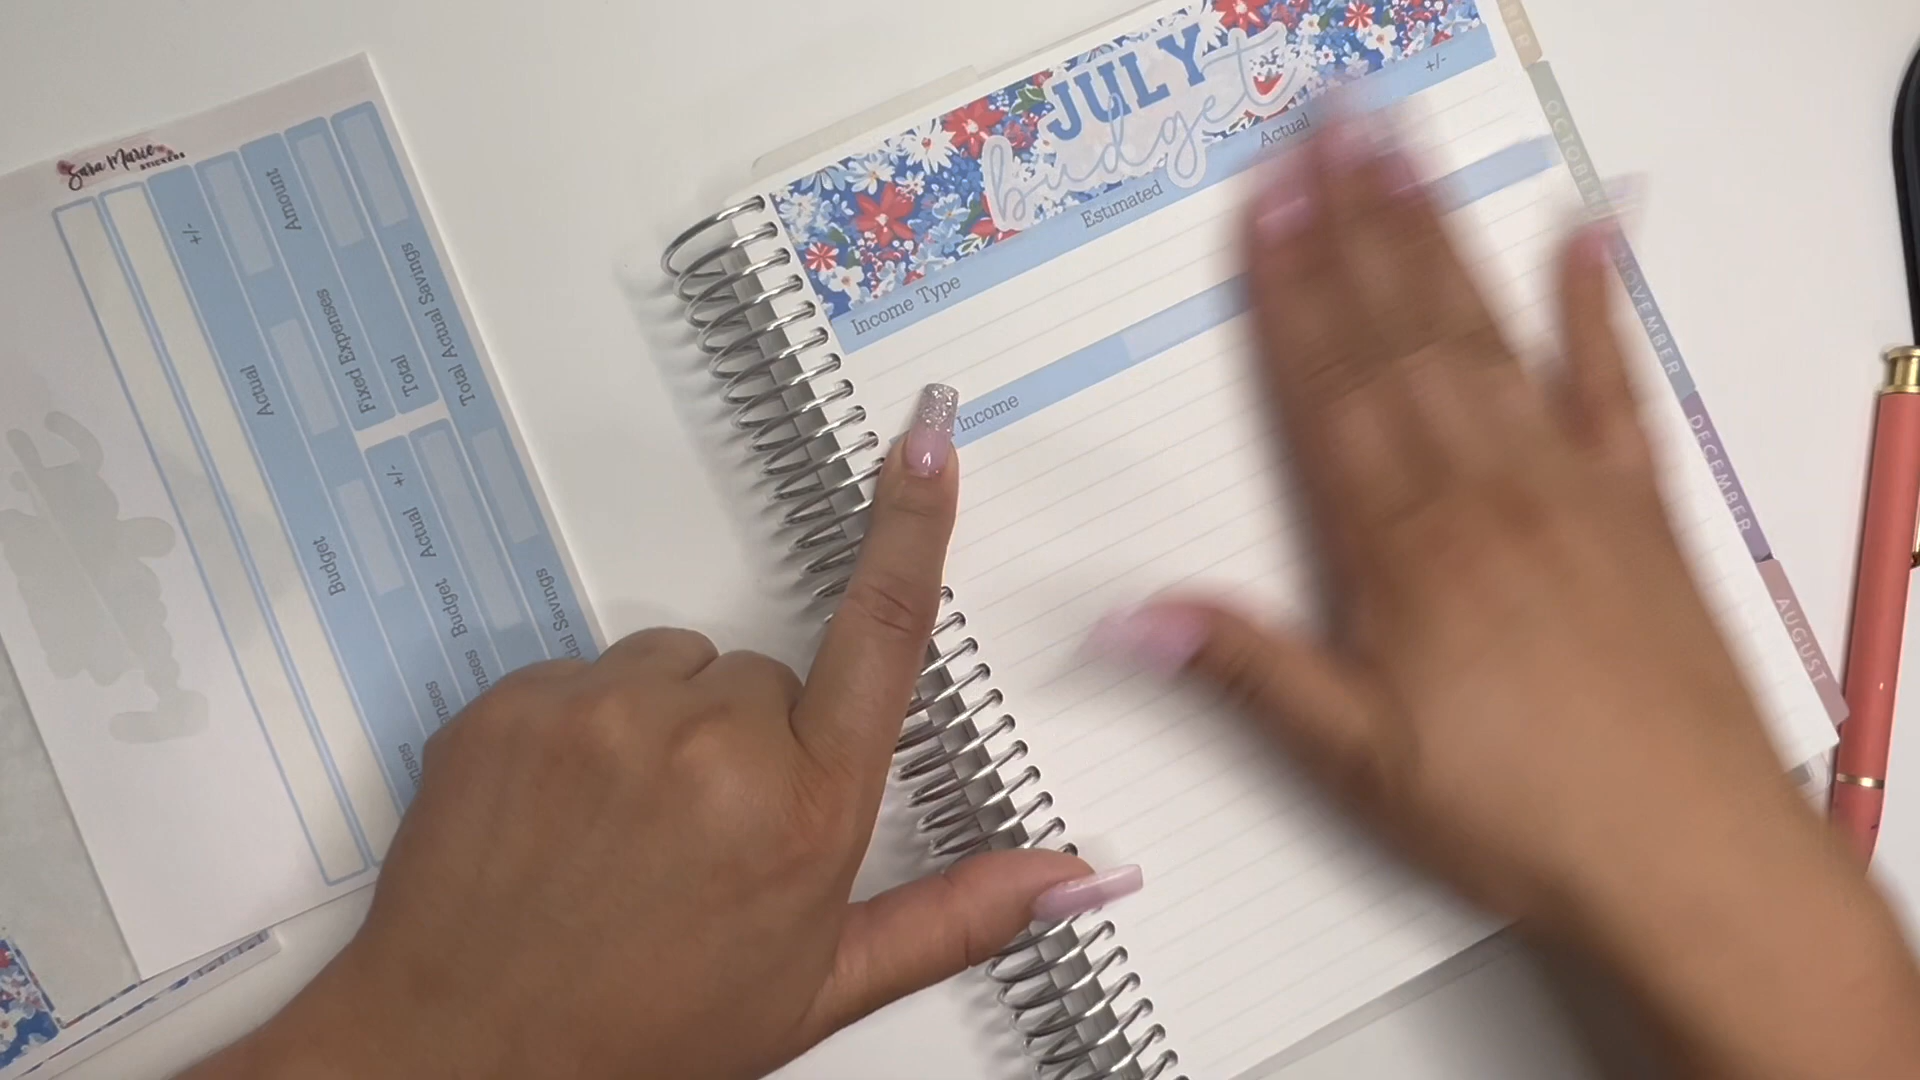 Sara Marie
STICKERS
+/-
Amount
Actual
Fixed Expenses
Total
Total Actual Savings
Budget
Actual
+/-
Budget
JULY
budget
Income Type
Estimated
Actual
+/-
Income
OCTOBER
NOVEMBER
DECEMBER
AUGUST